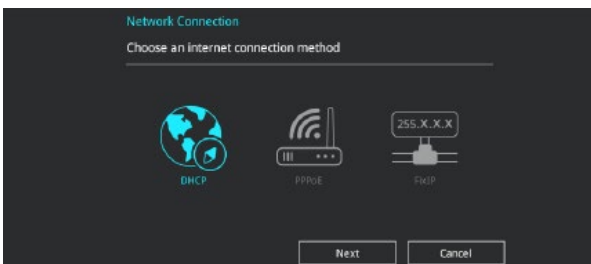 Network Connection
Choose an internet connection method
255.X.X.X
DHCP PPPoE FixIP
Next Cancel